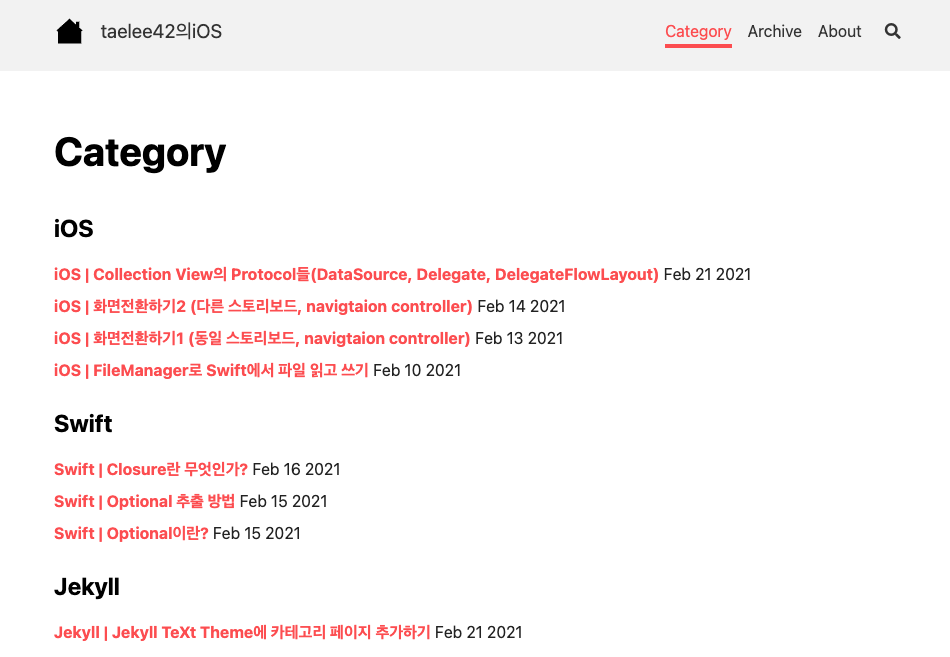 taelee42의iOS
Category Archive About
Category
iOS
iOS | Collection View의 Protocol들(DataSource, Delegate, DelegateFlowLayout) Feb 21 2021
iOS | 화면전환하기2 (다른 스토리보드, navigtaion controller) Feb 14 2021
iOS | 화면전환하기1 (동일 스토리보드, navigtaion controller) Feb 13 2021
iOS | FileManager로 Swift에서 파일 읽고 쓰기 Feb 10 2021
Swift
Swift | Closure란 무엇인가? Feb 16 2021
Swift | Optional 추출 방법 Feb 15 2021
Swift | Optional이란? Feb 15 2021
Jekyll
Jekyll | Jekyll TeXt Theme에 카테고리 페이지 추가하기 Feb 21 2021